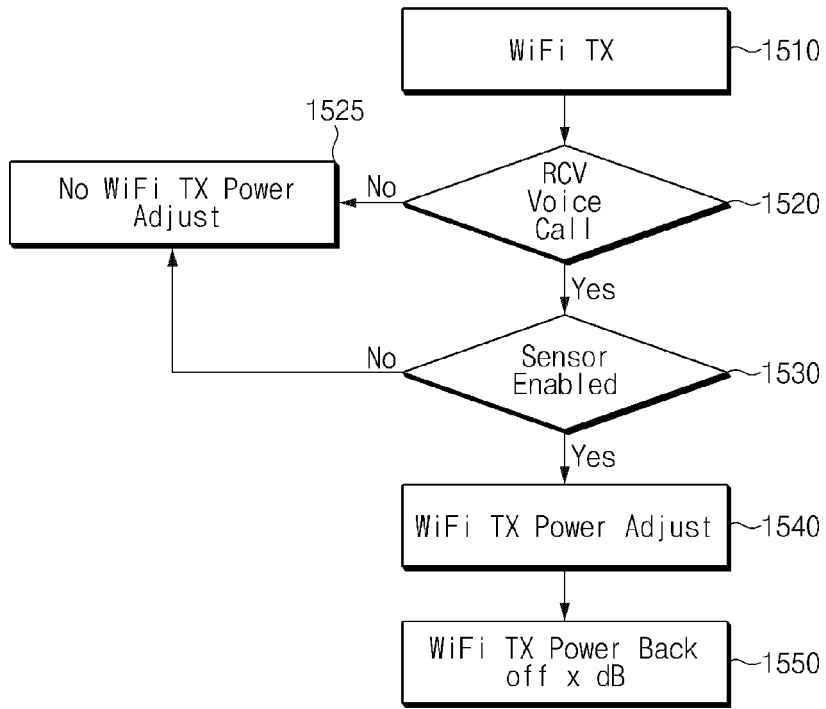 WiFi TX
1510
1525
No WiFi TX Power
Adjust
No
RCV
Voice
Call
1520
Yes
No
Sensor
Enabled
1530
Yes
WiFi TX Power Adjust
1540
WiFi TX Power Back
off x dB
1550